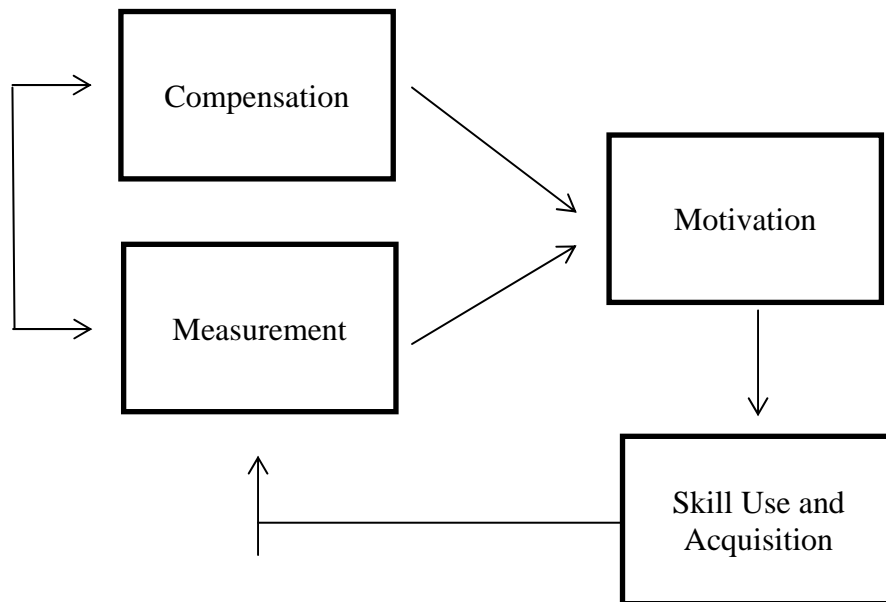 Compensation
Motivation
Measurement
Skill Use and
Acquisition